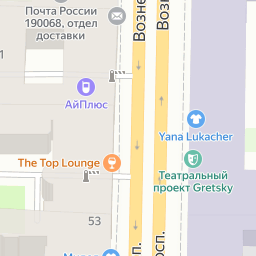 Почта России
190068, отдел
доставки
АйПлюс
Yana Lukacher
The Top Lounge
Театральный
проект Gretsky
53